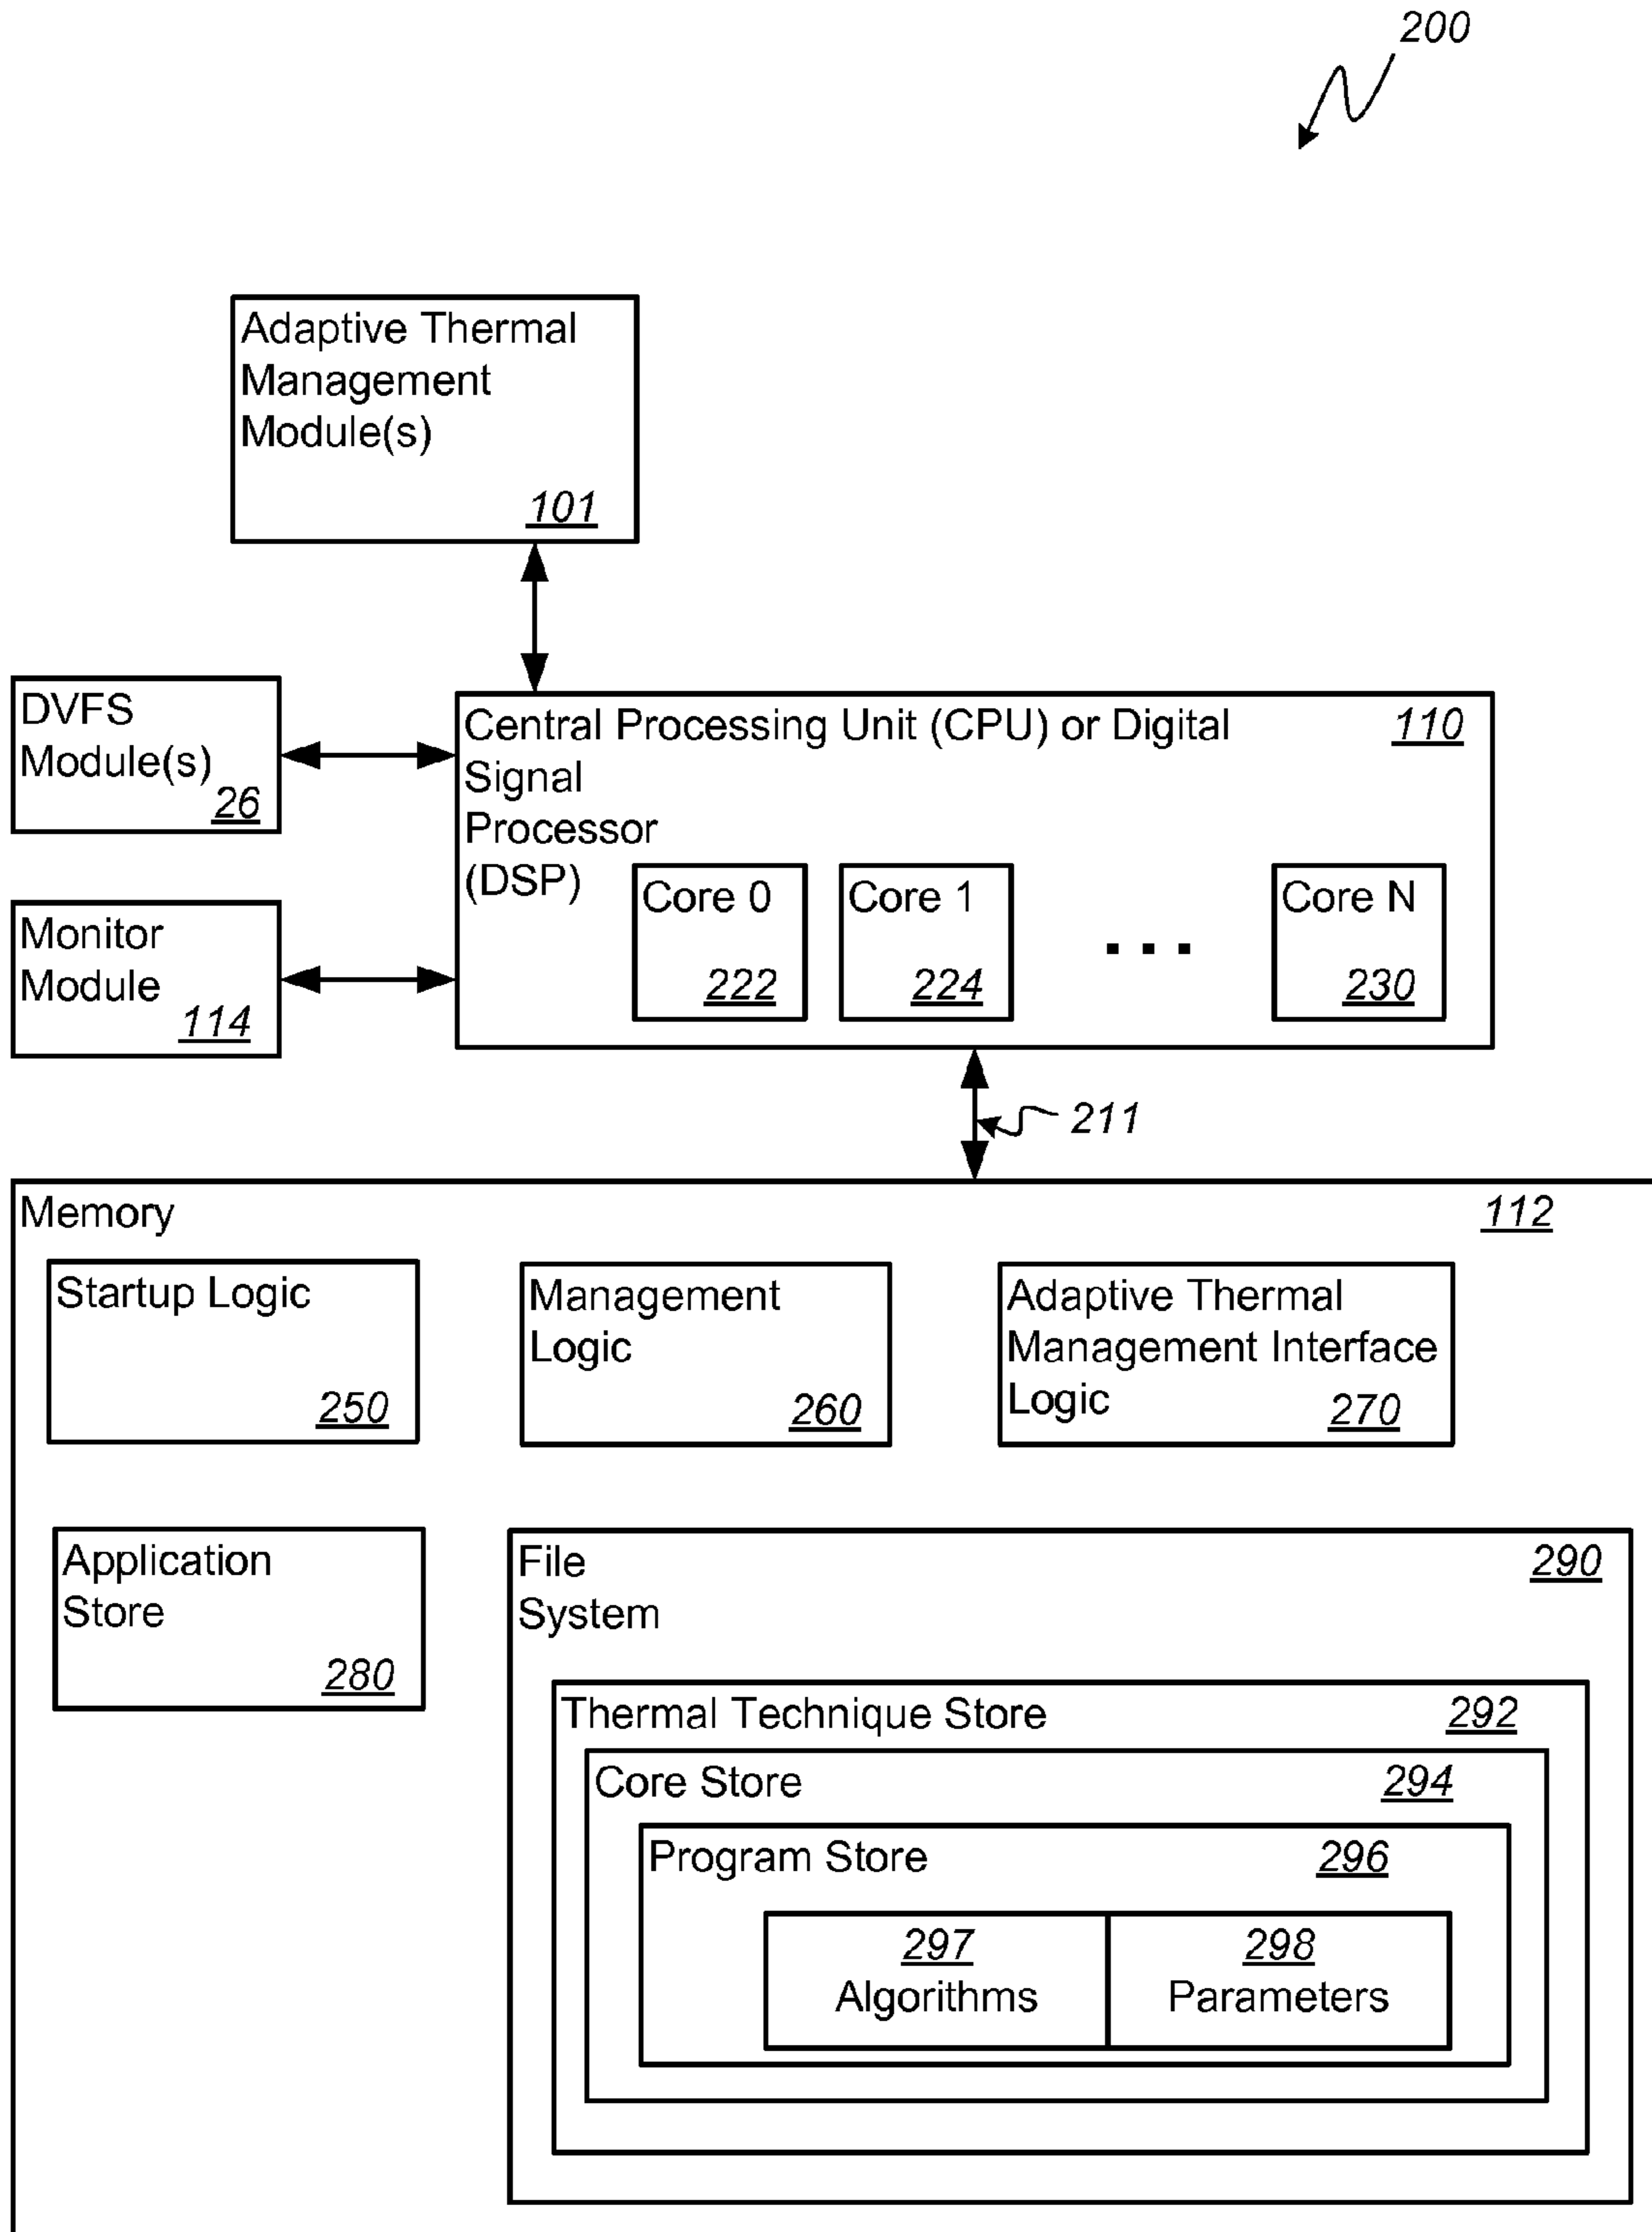 200
Adaptive Thermal
Management
Module(s)
101
DVFS
Module(s)
26
Central Processing Unit (CPU) or Digital
110
Signal
Processor
(DSP)
Core 0
222
Core 1
224
. . .
Core N
230
Monitor
Module
114
211
Memory
112
Startup Logic
250
Management
Logic
260
Adaptive Thermal
Management Interface
Logic
270
Application
Store
280
File
System
290
Thermal Technique Store
292
Core Store
294
Program Store
296
297
Algorithms
298
Parameters